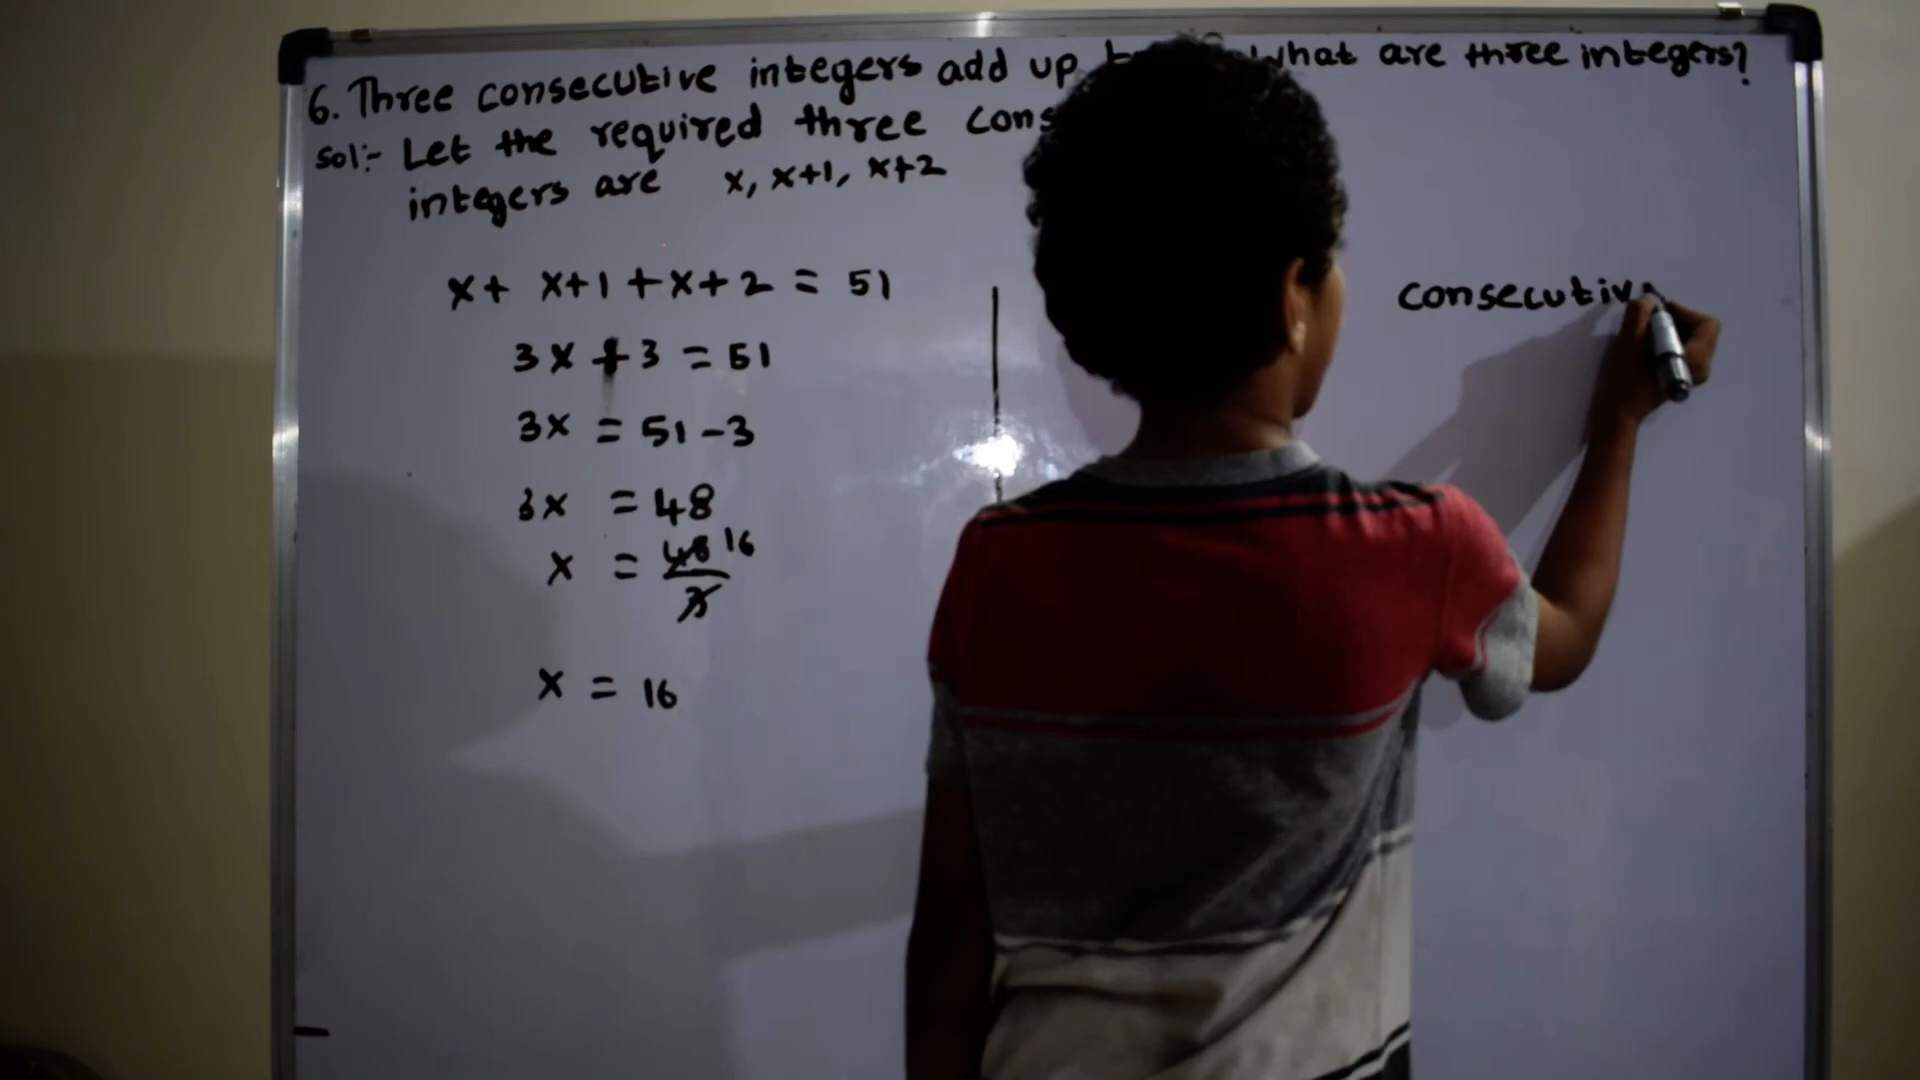 6. Three consecutive integers add up What are three integers?
Sol:- Let the required three
integers are x, x+1, x+2
x + x+1 + x+2 = 51
3x + 3 = 51
3x = 51 - 3
3x = 48
x = 48/3 16
x = 16
consecutiv